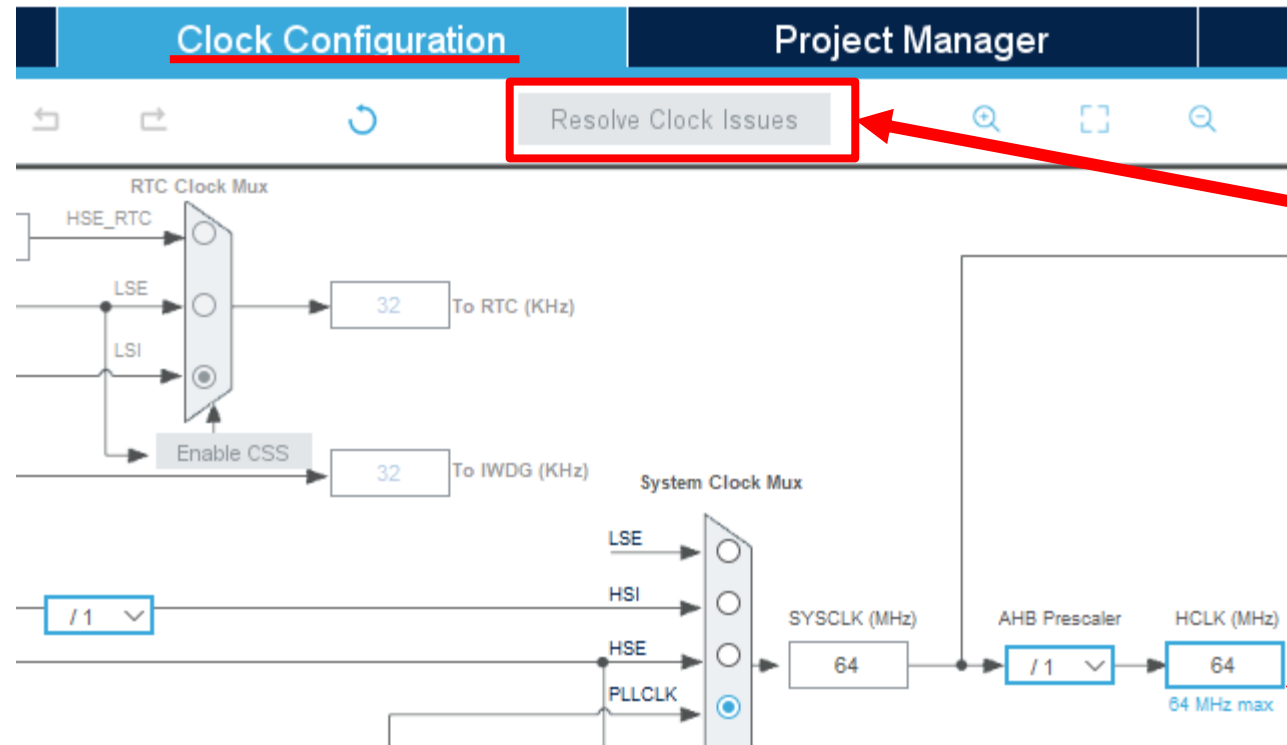 Clock Configuration
Project Manager
Resolve Clock Issues
RTC Clock Mux
HSE_RTC
LSE
32
To RTC (KHz)
LSI
Enable CSS
32
To IWDG (KHz)
System Clock Mux
LSE
/ 1
HSI
SYSCLK (MHz)
AHB Prescaler
HCLK (MHz)
HSE
64
/ 1
64
PLLCLK
64 MHz max